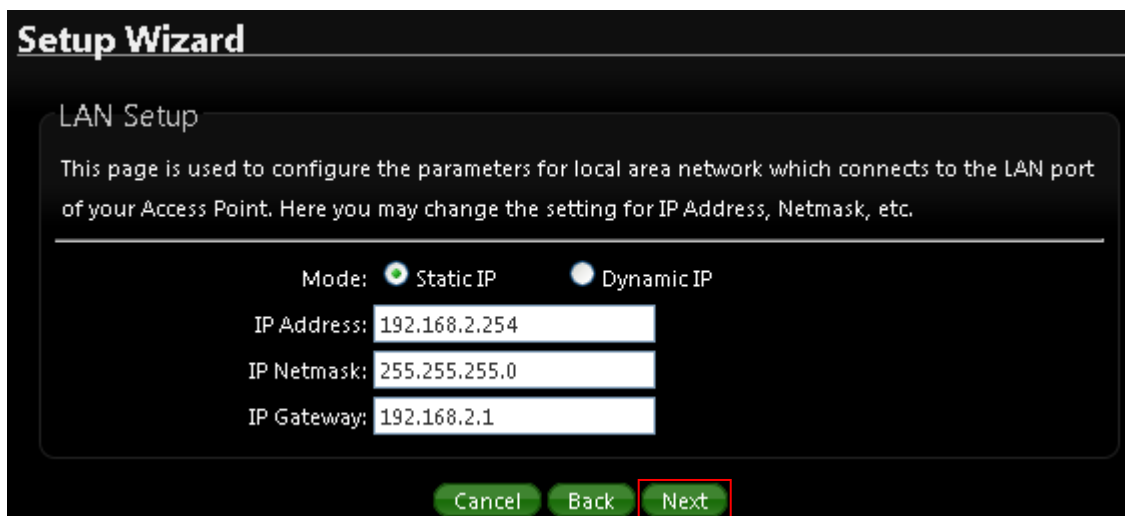 Setup Wizard
LAN Setup
This page is used to configure the parameters for local area network which connects to the LAN port
of your Access Point. Here you may change the setting for IP Address, Netmask, etc.
Mode: Static IP Dynamic IP
IP Address: 192.168.2.254
IP Netmask: 255.255.255.0
IP Gateway: 192.168.2.1
Cancel Back Next